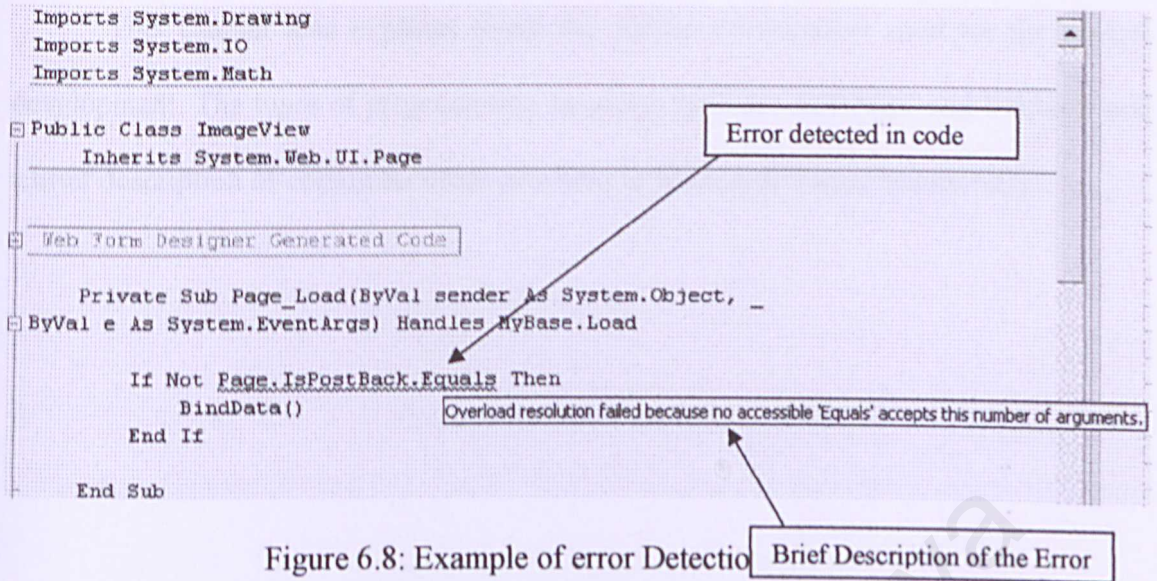 Imports System.Drawing
Imports System.IO
Imports System.Math
Public Class ImageView
Error detected in code
Inherits System.Web.UI.Page
Web Form Designer Generated Code
Private Sub Page_Load(ByVal sender As System.Object, _
ByVal e As System.EventArgs) Handles MyBase.Load
If Not Page.IsPostBack.Equals Then
BindData()
Overload resolution failed because no accessible 'Equals' accepts this number of arguments.
End If
End Sub
Figure 6.8: Example of error Detectio
Brief Description of the Error